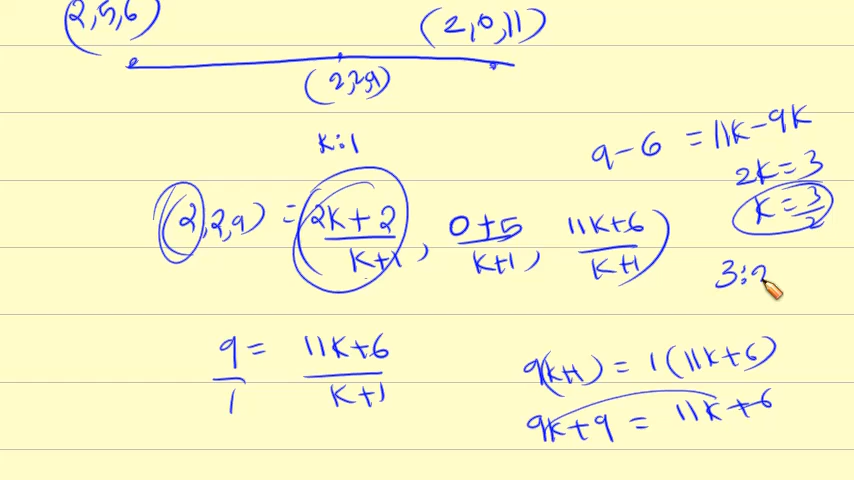 (2,5,6)
(2,0,11)
(2,2,9)
k:1
(2,2,9) = 2k+2/k+1, 0+5/k+1, 11k+6/k+1)
9/1 = 11k+6/k+1
9-6 = 11k-9k
2k=3
k=3/2
3:2
9(k+1) = 1(11k+6)
9k+9 = 11k+6